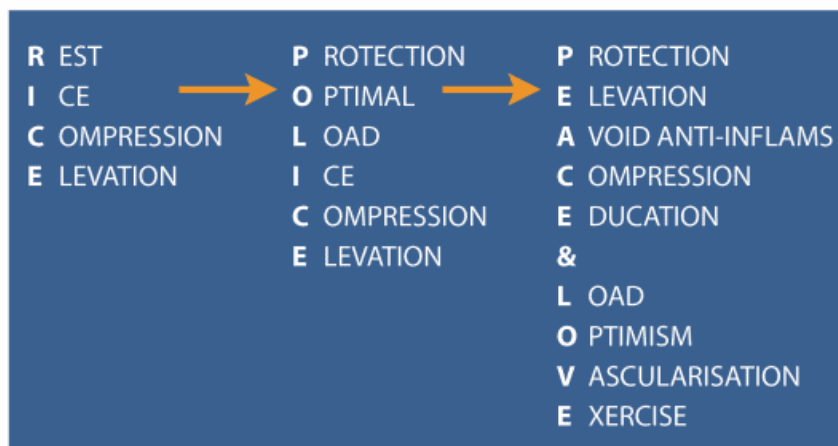 R EST
I CE
C OMPRESSION
E LEVATION
P ROTECTION
O PTIMAL
L OAD
I CE
C OMPRESSION
E LEVATION
P ROTECTION
E LEVATION
A VOID ANTI-INFLAMS
C OMPRESSION
E DUCATION
&
L OAD
O PTIMISM
V ASCULARISATION
E XERCISE